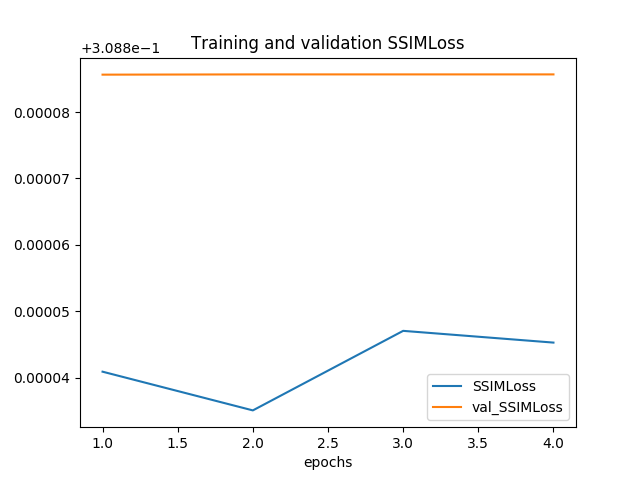 Training and validation SSIMLoss
+3.088e−1
0.00008
0.00007
0.00006
0.00005
0.00004
1.0 1.5 2.0 2.5 3.0 3.5 4.0
epochs
SSIMLoss
val_SSIMLoss